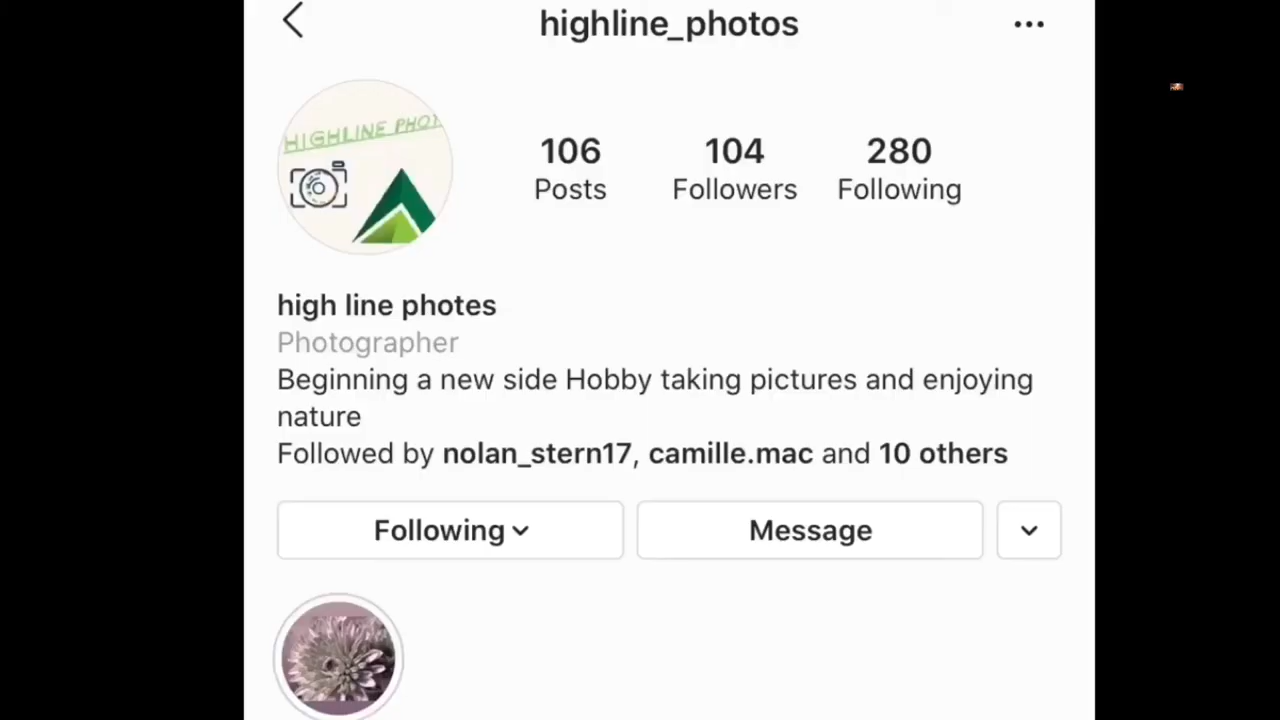 highline_photos
HIGHLINE PHOT
106 104 280
Posts Followers Following
high line photes
Photographer
Beginning a new side Hobby taking pictures and enjoying
nature
Followed by nolan_stern17, camille.mac and 10 others
Following Message